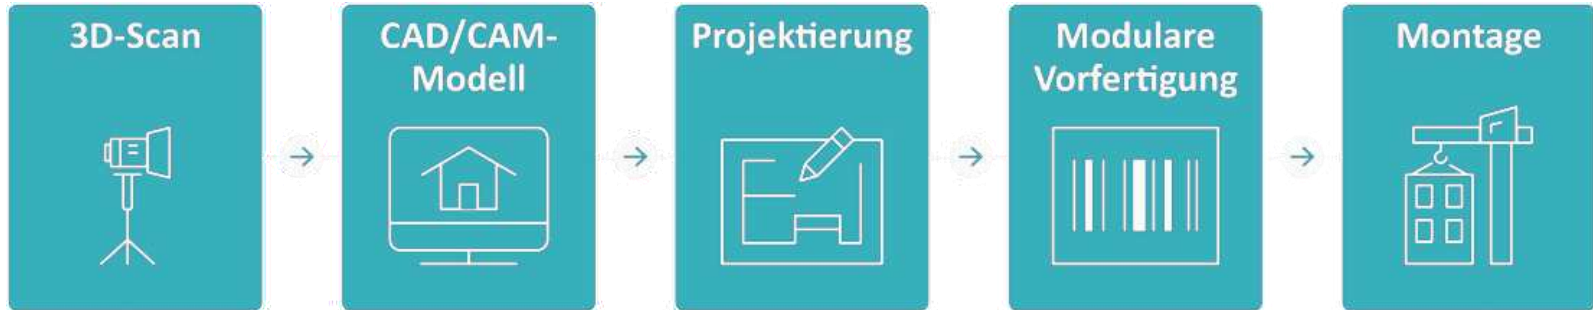 3D-Scan
CAD/CAM-
Modell
Projektierung
Modulare
Vorfertigung
Montage